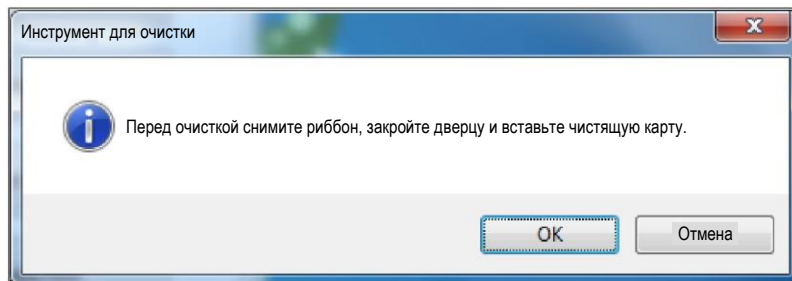 Инструмент для очистки
Перед очисткой снимите риббон, закройте дверцу и вставьте чистящую карту.
OK
Отмена